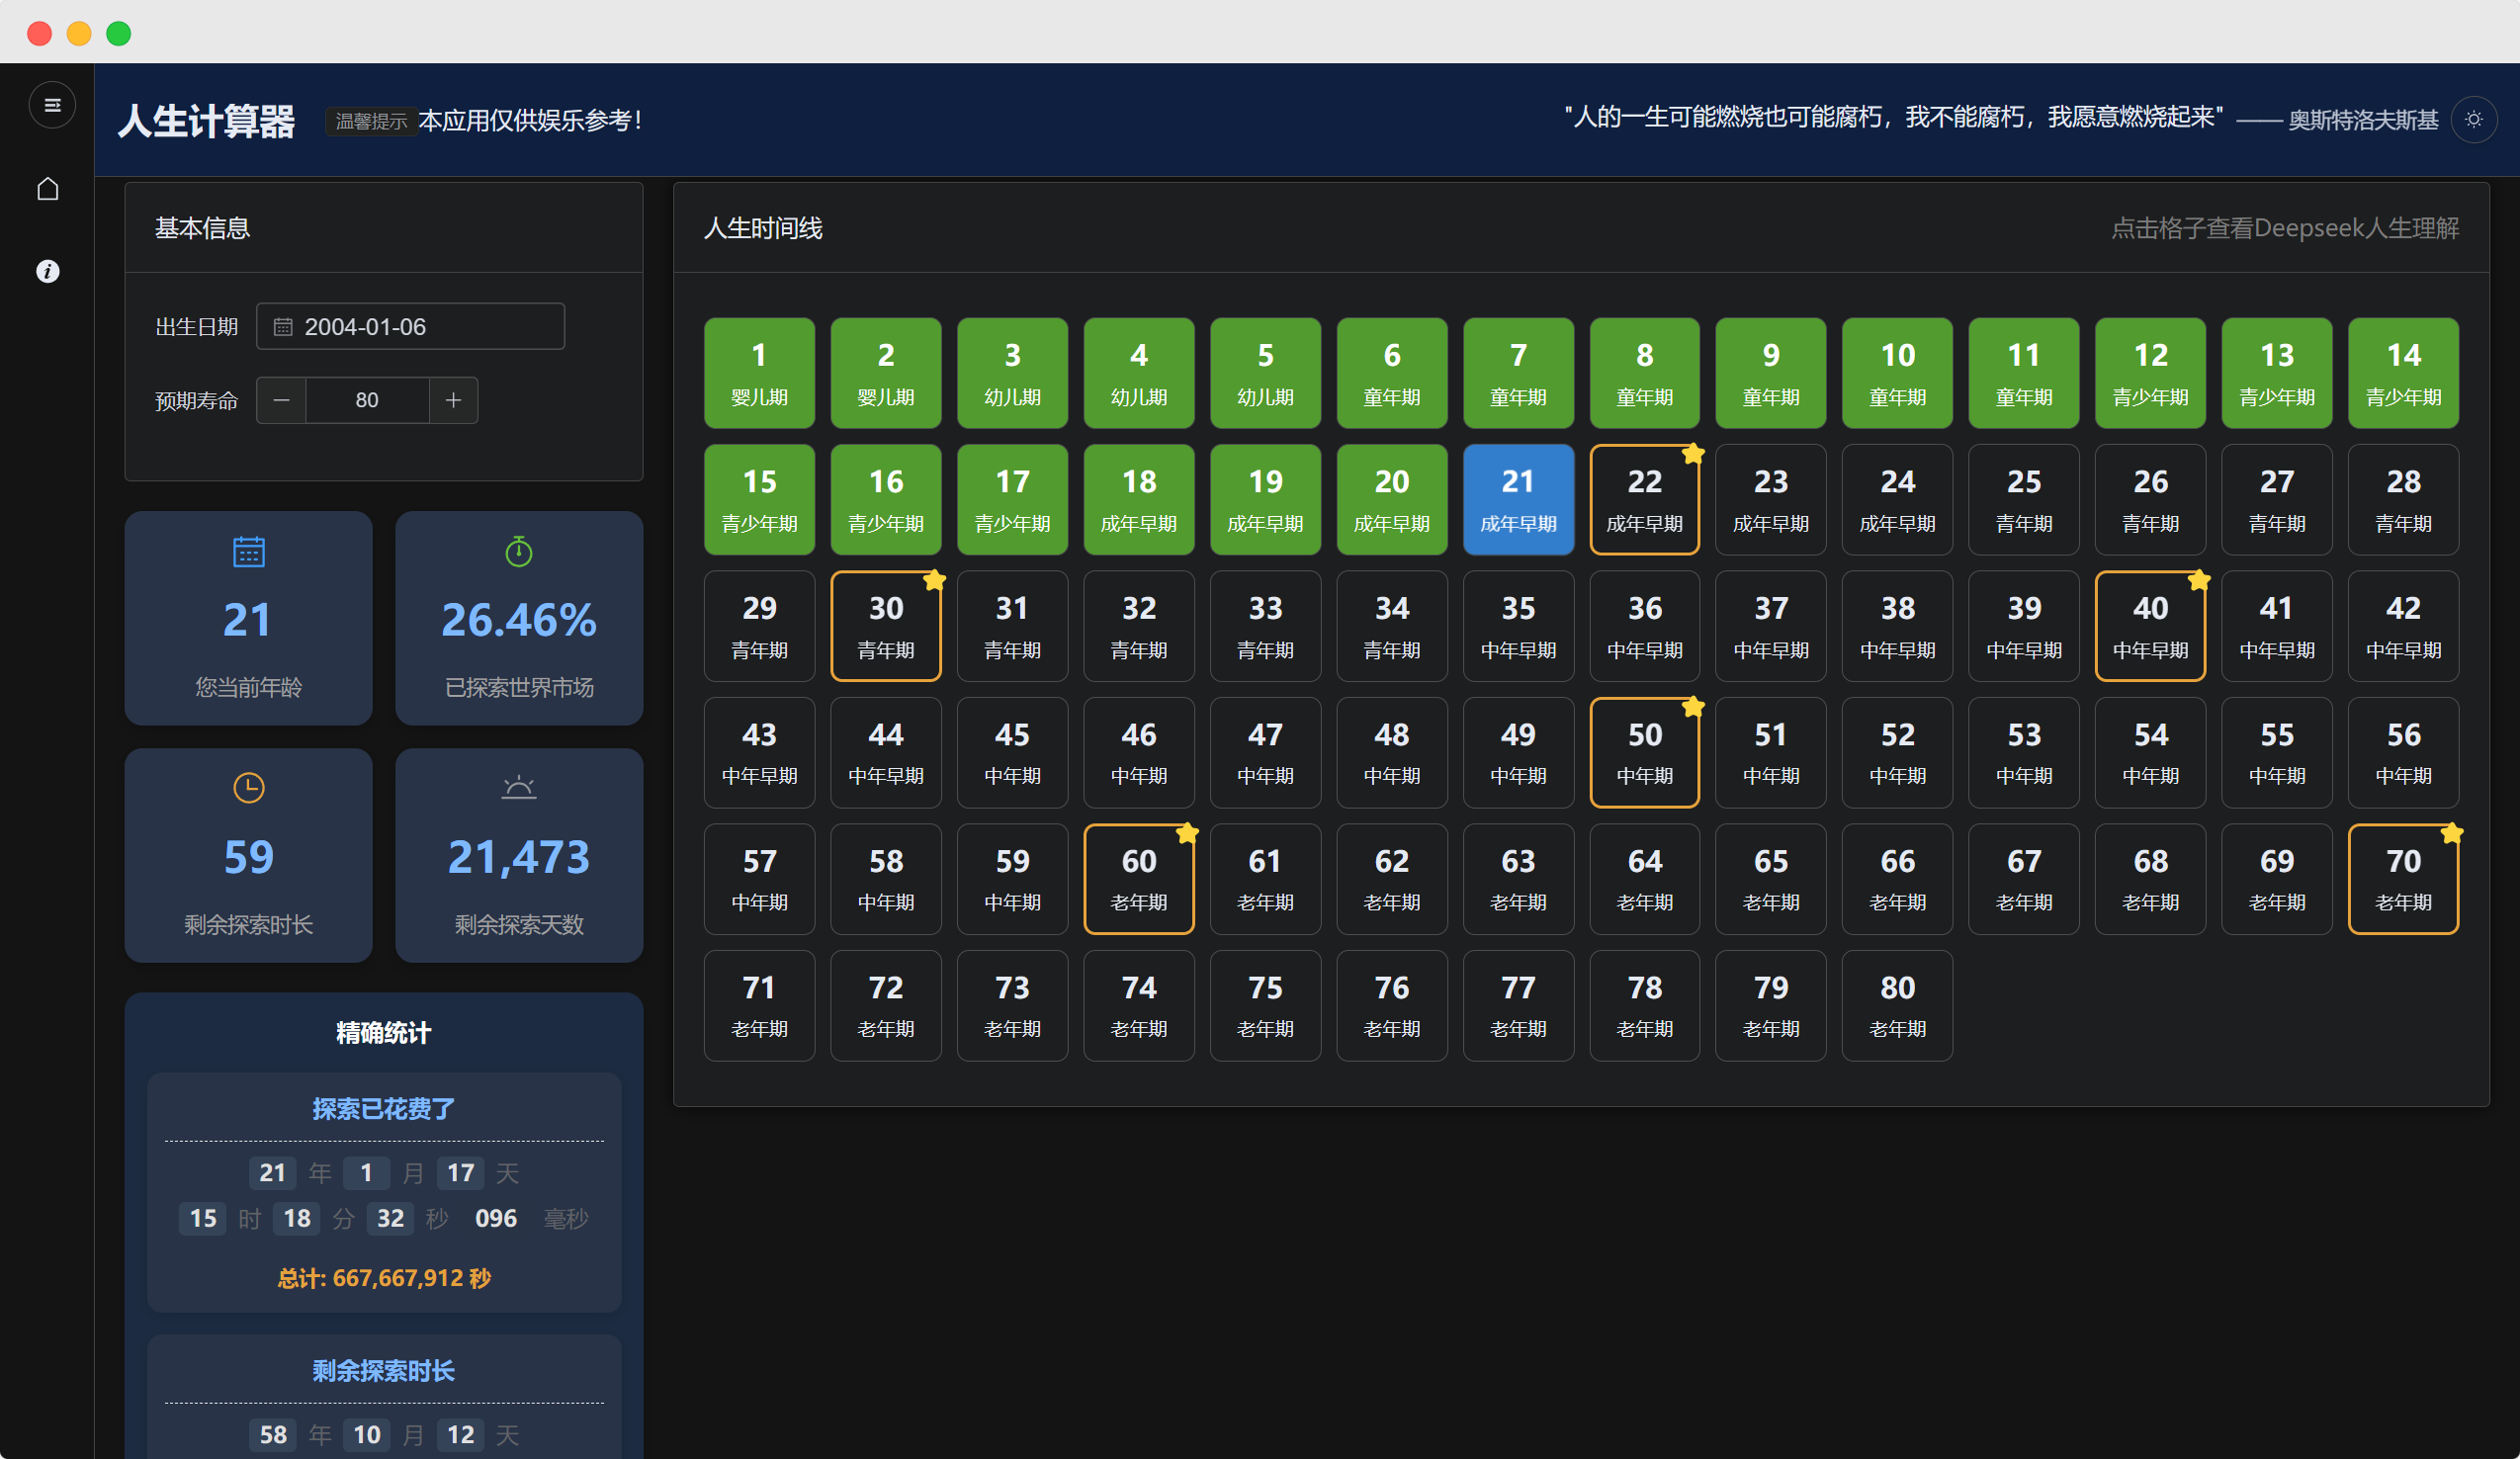 人生计算器 温馨提示 本应用仅供娱乐参考！ "人的一生可能燃烧也可能腐朽，我不能腐朽，我愿意燃烧起来" —— 奥斯特洛夫斯基
基本信息
出生日期 2004-01-06
预期寿命 80
21
您当前年龄
26.46%
已探索世界市场
59
剩余探索时长
21,473
剩余探索天数
精确统计
探索已花费了
21 年 1 月 17 天
15 时 18 分 32 秒 096 毫秒
总计: 667,667,912 秒
剩余探索时长
58 年 10 月 12 天
人生时间线 点击格子查看Deepseek人生理解
1 2 3 4 5 6 7 8 9 10 11 12 13 14
婴儿期 婴儿期 幼儿期 幼儿期 幼儿期 童年期 童年期 童年期 童年期 童年期 童年期 青少年期 青少年期 青少年期
15 16 17 18 19 20 21 22 23 24 25 26 27 28
青少年期 青少年期 青少年期 成年早期 成年早期 成年早期 成年早期 成年早期 成年早期 成年早期 青年期 青年期 青年期 青年期
29 30 31 32 33 34 35 36 37 38 39 40 41 42
青年期 青年期 青年期 青年期 青年期 青年期 中年早期 中年早期 中年早期 中年早期 中年早期 中年早期 中年早期 中年早期
43 44 45 46 47 48 49 50 51 52 53 54 55 56
中年早期 中年早期 中年期 中年期 中年期 中年期 中年期 中年期 中年期 中年期 中年期 中年期 中年期 中年期
57 58 59 60 61 62 63 64 65 66 67 68 69 70
中年期 中年期 中年期 老年期 老年期 老年期 老年期 老年期 老年期 老年期 老年期 老年期 老年期 老年期
71 72 73 74 75 76 77 78 79 80
老年期 老年期 老年期 老年期 老年期 老年期 老年期 老年期 老年期 老年期